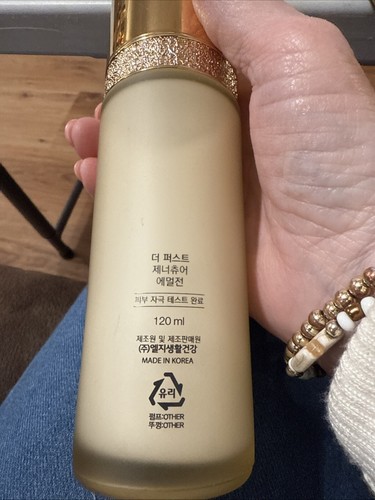 더 퍼스트
제너츄어
에멀전
피부 자극 테스트 완료
120 ml
제조원 및 제조판매원
(주)엘지생활건강
MADE IN KOREA
유리
펌프:OTHER
뚜껑:OTHER